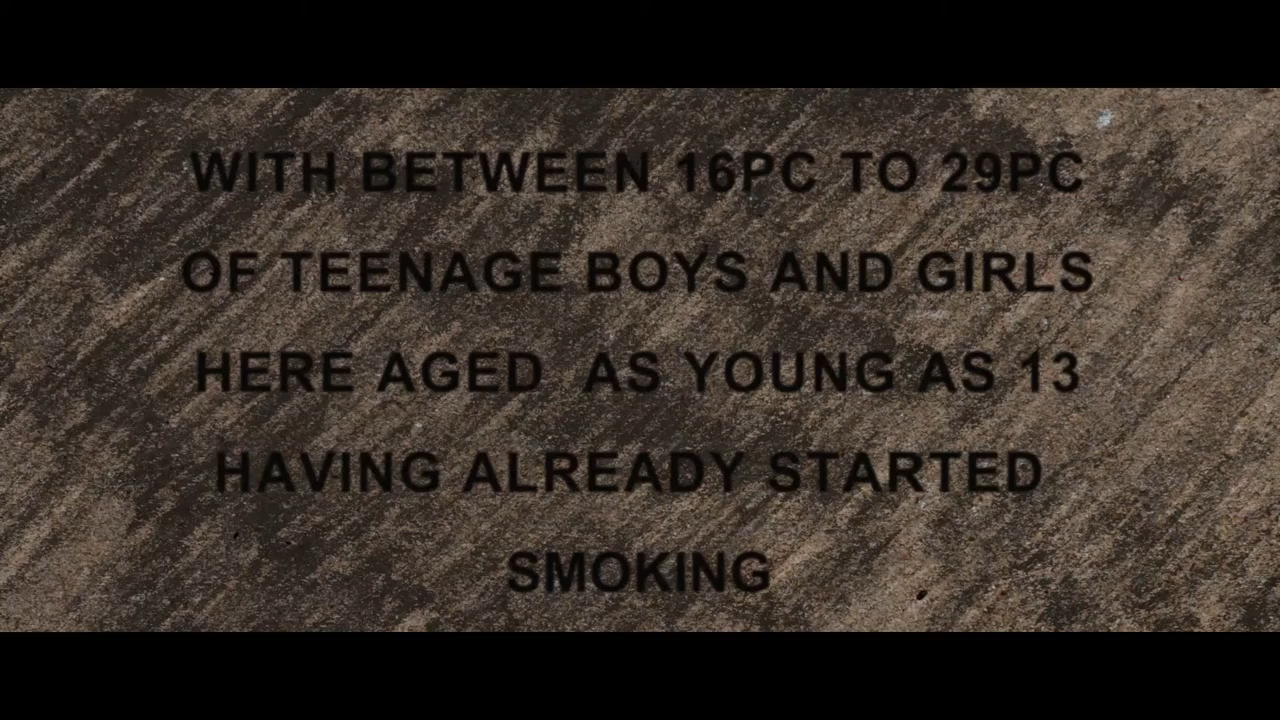 WITH BETWEEN 16PC TO 29PC
OF TEENAGE BOYS AND GIRLS
HERE AGED  AS YOUNG AS 13
HAVING ALREADY STARTED
SMOKING